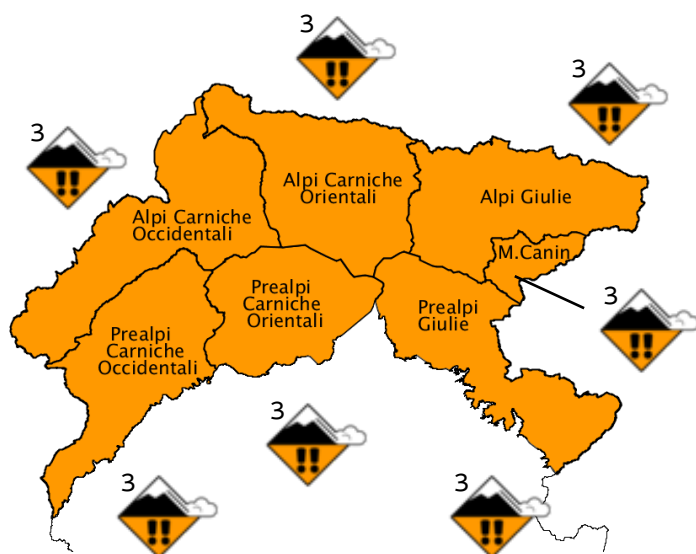 3
3
3
Alpi Carniche
Orientali
Alpi Giulie
Alpi Carniche
Occidentali
M.Canin
Prealpi
Carniche
Orientali
Prealpi
Giulie
3
Prealpi
Carniche
Occidentali
3
3
3